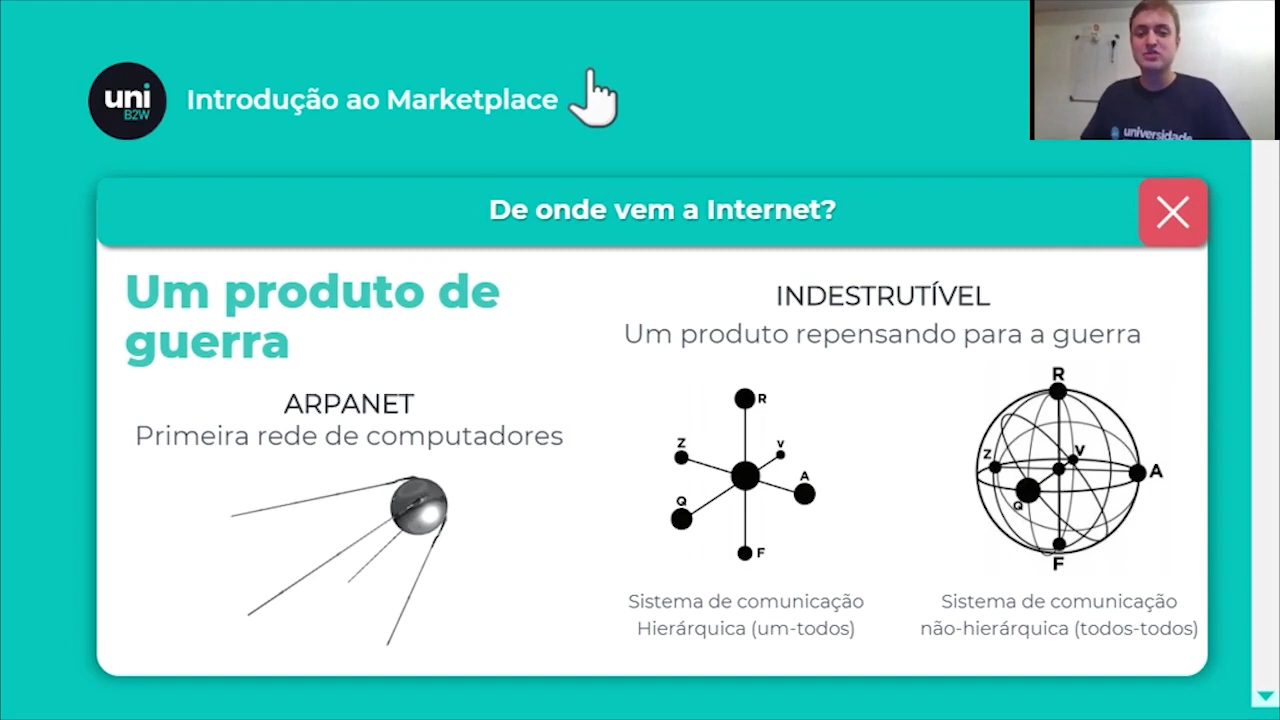 uni
B2W
Introdução ao Marketplace
universidade
De onde vem a Internet?
Um produto de
guerra
ARPANET
Primeira rede de computadores
INDESTRUTÍVEL
Um produto repensando para a guerra
R
Z
V
A
Q
F
Sistema de comunicação
Hierárquica (um-todos)
R
Z
V
A
Q
F
Sistema de comunicação
não-hierárquica (todos-todos)